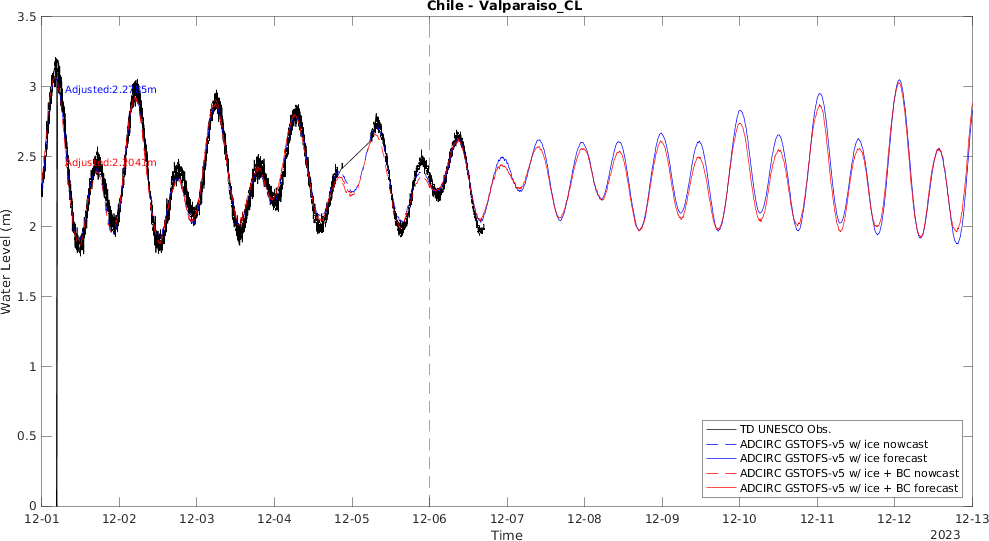 Chile - Valparaiso_CL
3.5
3
2.5
2
1.5
1
0.5
0
Water Level (m)
Adjusted:2.2041m
12-01
12-02
12-03
12-04
12-05
12-06
12-07
12-08
12-09
12-10
12-11
12-12
12-13
Time
2023
TD UNESCO Obs.
ADCIRC GSTOFS-v5 w/ ice nowcast
ADCIRC GSTOFS-v5 w/ ice forecast
ADCIRC GSTOFS-v5 w/ ice + BC nowcast
ADCIRC GSTOFS-v5 w/ ice + BC forecast